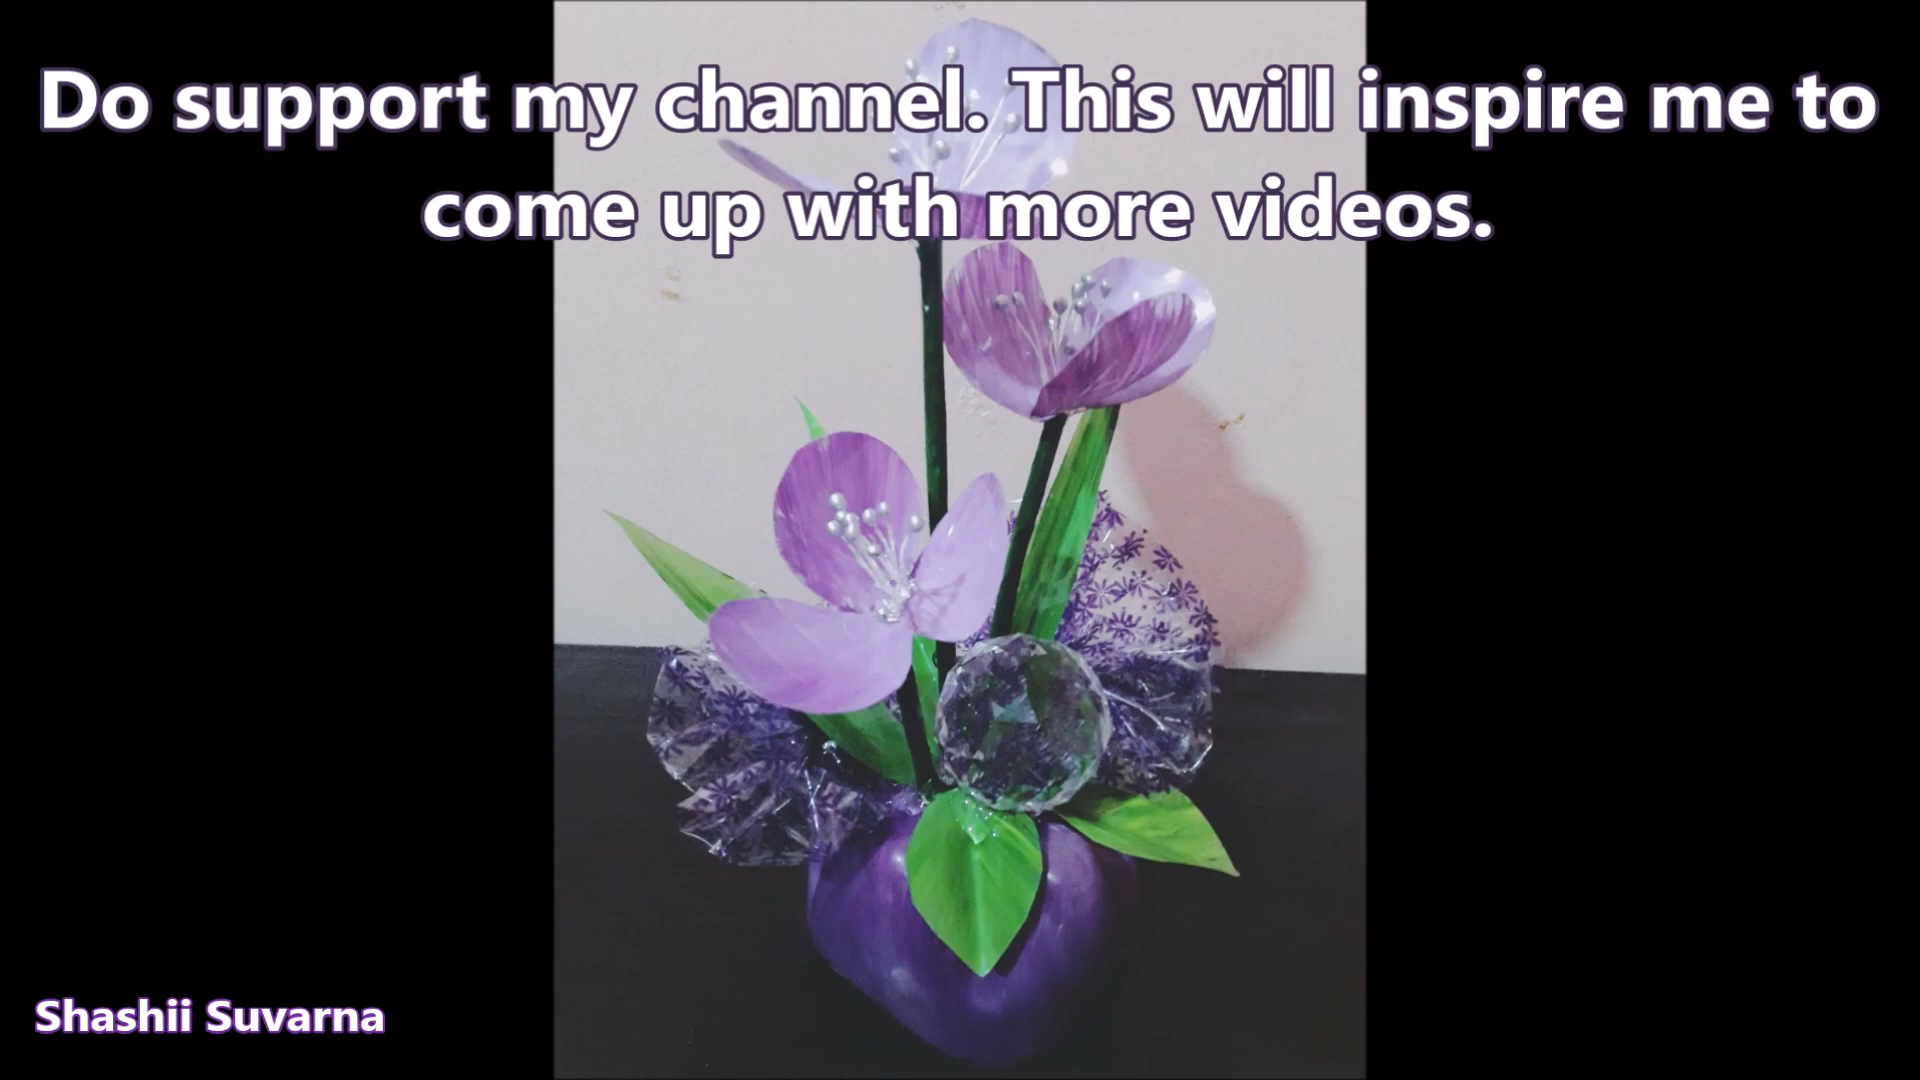 Do support my channel. This will inspire me to
come up with more videos.
Shashii Suvarna